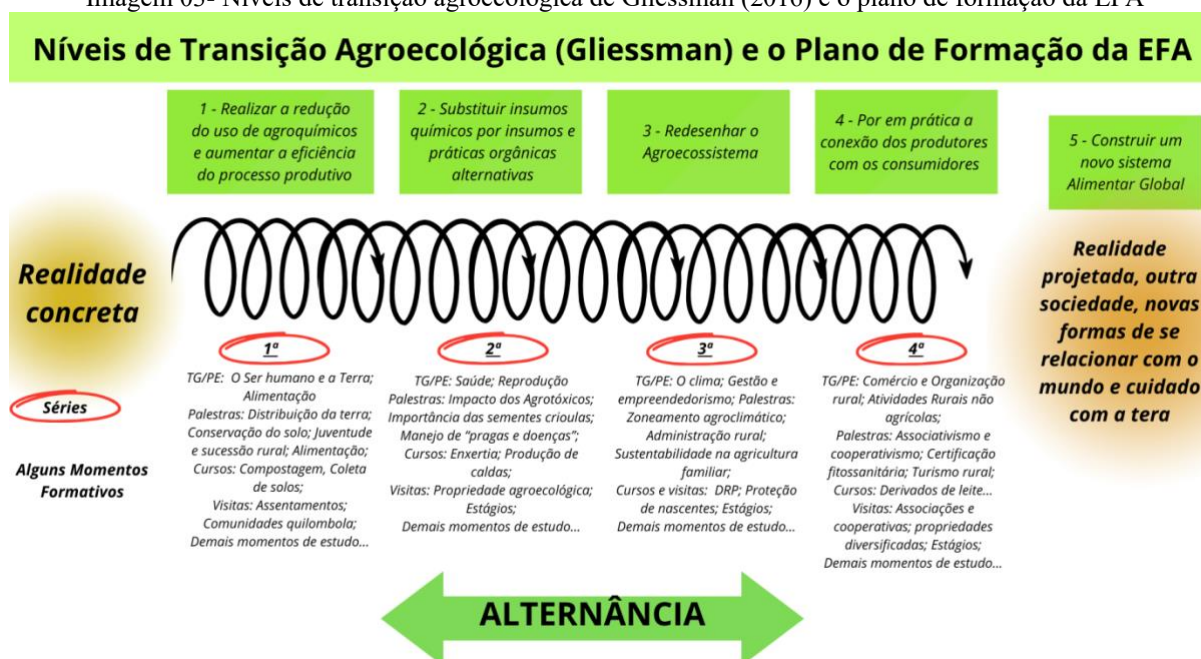 Imagem 03- Níveis de transição agroecológica de Gliessman (2016) e o plano de formação da EFA
Níveis de Transição Agroecológica (Gliessman) e o Plano de Formação da EFA
1 - Realizar a redução
do uso de agroquímicos
e aumentar a eficiência
do processo produtivo
2 - Substituir insumos
químicos por insumos e
práticas orgânicas
alternativas
3 - Redesenhar o
Agroecossistema
4 - Por em prática a
conexão dos produtores
com os consumidores
5 - Construir um
novo sistema
Alimentar Global
Realidade
concreta
Realidade
projetada, outra
sociedade, novas
formas de se
relacionar com o
mundo e cuidado
com a tera
Séries
Alguns Momentos
Formativos
1ª
TG/PE: O Ser humano e a Terra;
Alimentação
Palestras: Distribuição da terra;
Conservação do solo; Juventude
e sucessão rural; Alimentação;
Cursos: Compostagem, Coleta
de solos;
Visitas: Assentamentos;
Comunidades quilombola;
Demais momentos de estudo...
2ª
TG/PE: Saúde; Reprodução
Palestras: Impacto dos Agrotóxicos;
Importância das sementes crioulas;
Manejo de “pragas e doenças”;
Cursos: Enxertia; Produção de
caldas;
Visitas: Propriedade agroecológica;
Estágios;
Demais momentos de estudo...
3ª
TG/PE: O clima; Gestão e
empreendedorismo; Palestras:
Zoneamento agroclimático;
Administração rural;
Sustentabilidade na agricultura
familiar;
Cursos e visitas: DRP; Proteção
de nascentes; Estágios;
Demais momentos de estudo...
4ª
TG/PE: Comércio e Organização
rural; Atividades Rurais não
agrícolas;
Palestras: Associativismo e
cooperativismo; Certificação
fitossanitária; Turismo rural;
Cursos: Derivados de leite...
Visitas: Associações e
cooperativas; propriedades
diversificadas; Estágios;
Demais momentos de estudo...
ALTERNÂNCIA